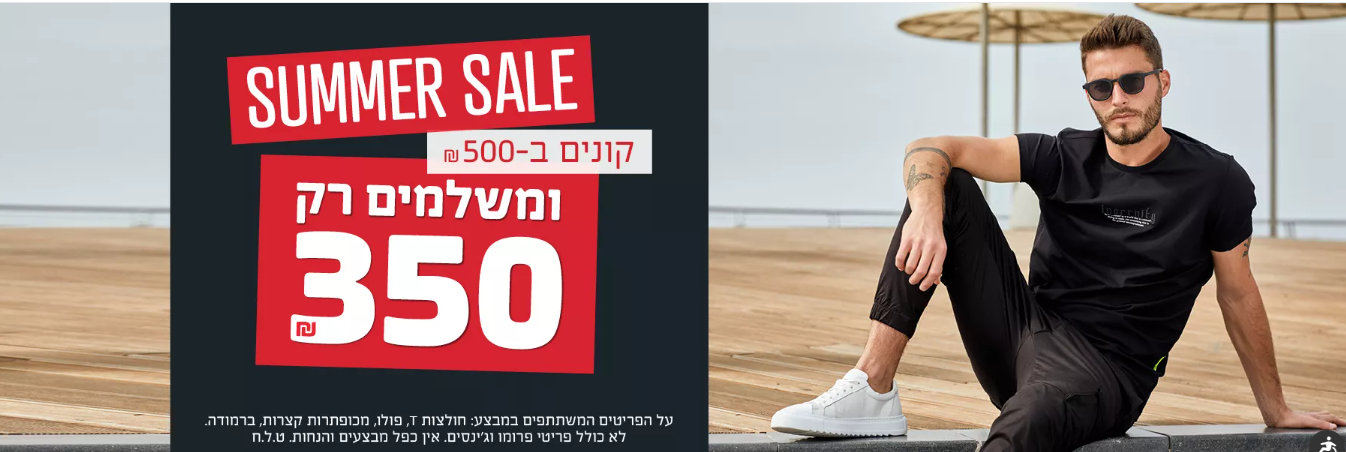 SUMMER SALE
קונים ב-500₪
ומשלמים רק
350₪
על הפריטים המשתתפים במבצע: חולצות T, פולו, מכופתרות קצרות, ברמודה.
לא כולל פריטי פרומו וג'ינסים. אין כפל מבצעים והנחות. ט.ל.ח